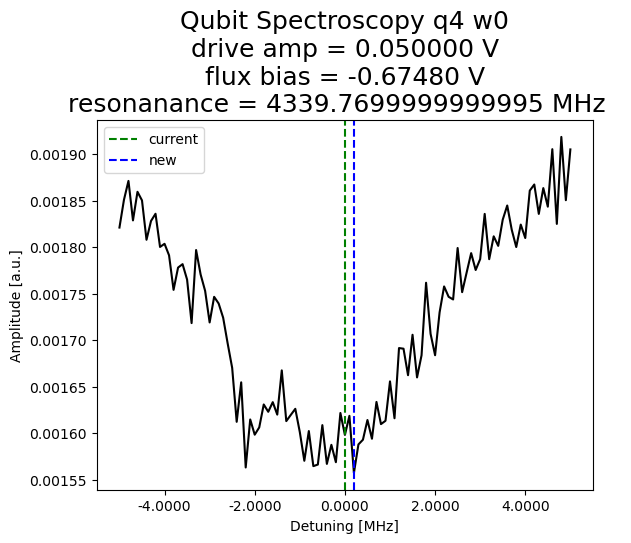 Qubit Spectroscopy q4 w0
drive amp = 0.050000 V
flux bias = -0.67480 V
resonanance = 4339.7699999999995 MHz
current
new
Amplitude [a.u.]
0.00190
0.00185
0.00180
0.00175
0.00170
0.00165
0.00160
0.00155
-4.0000 -2.0000 0.0000 2.0000 4.0000
Detuning [MHz]